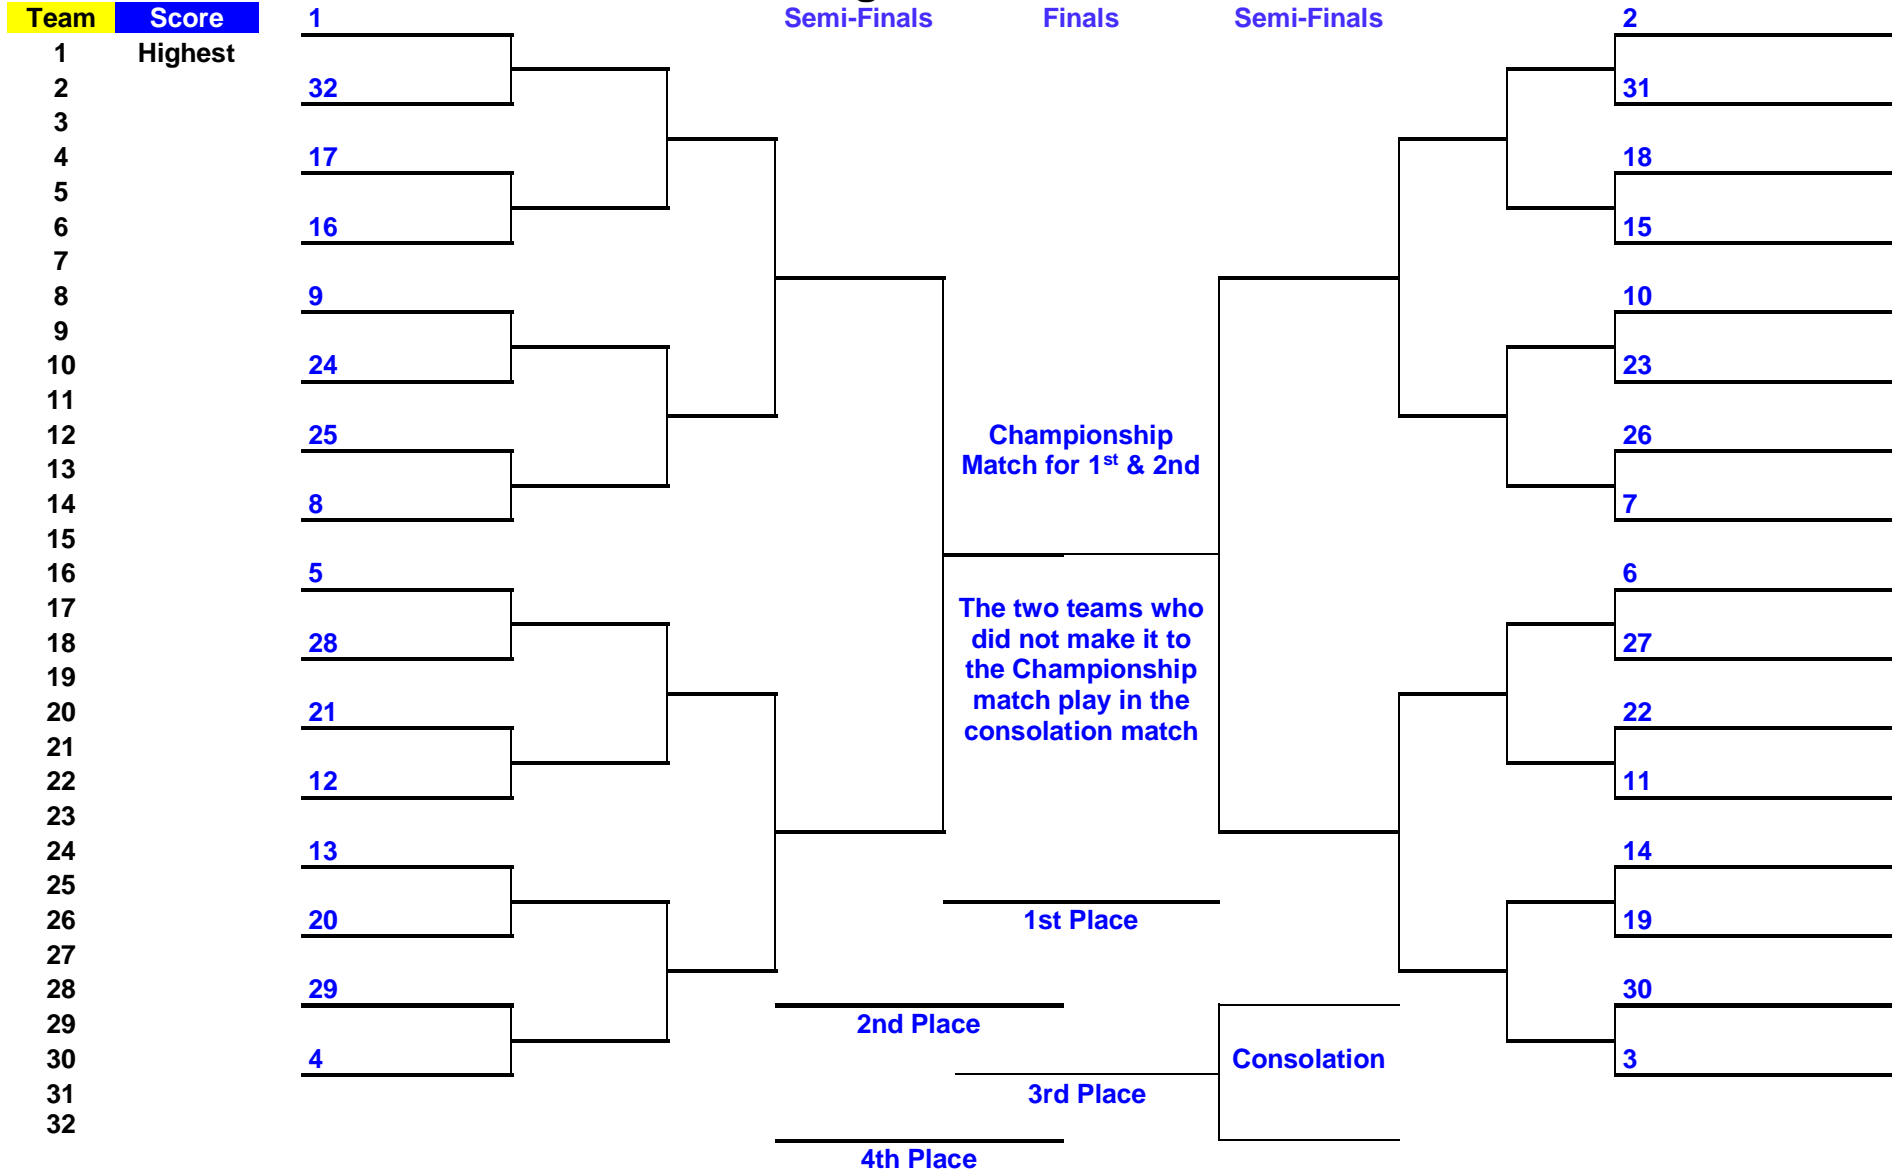 Team Score 1 Semi-Finals Finals Semi-Finals 2
1 Highest
2 32 31
3
4 17 18
5
6 16 15
7
8 9 10
9
10 24 23
11
12 25 Championship 26
13 Match for 1st & 2nd
14 8 7
15
16 5 6
17 The two teams who
18 28 did not make it to 27
19 the Championship
20 21 match play in the 22
21 consolation match
22 12 11
23
24 13 14
25
26 20 1st Place 19
27
28 29 30
29 2nd Place
30 4 Consolation 3
31 3rd Place
32
4th Place